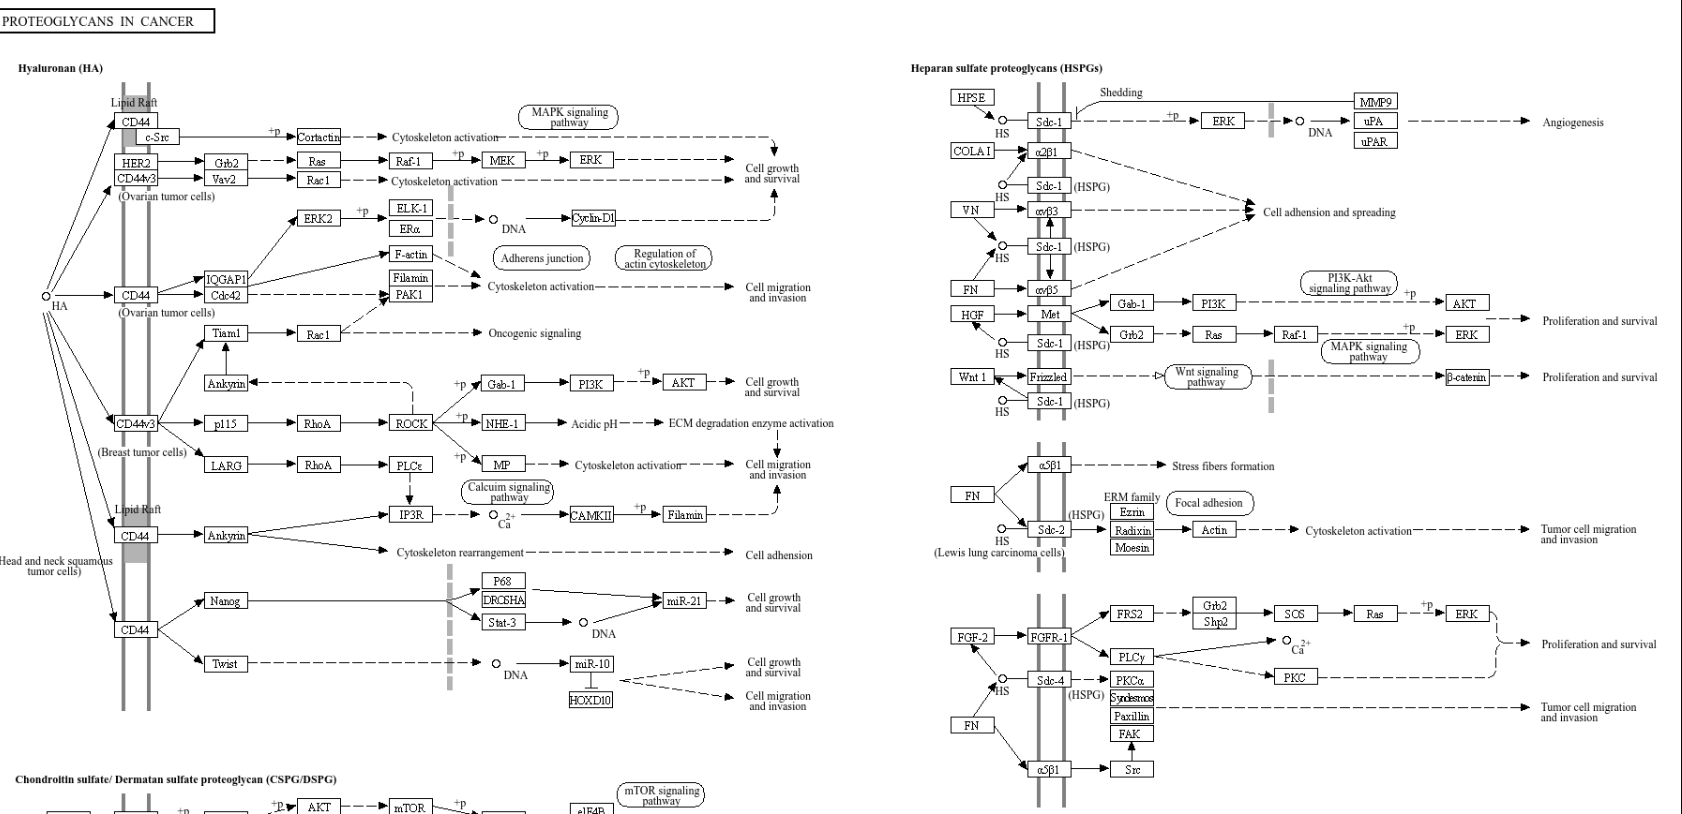 PROTEOGLYCANS IN CANCER
Hyaluronan (HA)
Lipid Raft
CD44
c-Src
+p
Cortactin
Cytoskeleton activation
MAPK signaling
pathway
HER2
Grb2
Ras
Raf-1
+p
MEK
+p
ERK
Cell growth
and survival
CD44v3
Vav2
Rac1
Cytoskeleton activation
(Ovarian tumor cells)
ERK2
+p
ELK-1
ERα
DNA
Cyclin-D1
F-actin
Adherens junction
Regulation of
actin cytoskeleton
HA
CD44
IQGAP1
Cdc42
Filamin
PAK1
Cytoskeleton activation
Cell migration
and invasion
(Ovarian tumor cells)
Tiam1
Rac1
Oncogenic signaling
Ankyrin
+p
Gab-1
PI3K
+p
AKT
Cell growth
and survival
CD44v3
p115
RhoA
ROCK
+p
NHE-1
Acidic pH
ECM degradation enzyme activation
(Breast tumor cells)
LARG
RhoA
PLCε
+p
MP
Cytoskeleton activation
Cell migration
and invasion
Calcuim signaling
pathway
Lipid Raft
CD44
Ankyrin
IP3R
Ca2+
CAMKII
+p
Filamin
Cytoskeleton rearrangement
Cell adhesion
Head and neck squamous
tumor cells)
Nanog
P68
DROSHA
Stat-3
DNA
miR-21
Cell growth
and survival
CD44
Twist
DNA
miR-10
HOXD10
Cell growth
and survival
Cell migration
and invasion
Chondroitin sulfate/ Dermatan sulfate proteoglycan (CSPG/DSPG)
+p
+p
AKT
mTOR
+p
eIF4B
mTOR signaling
pathway
Heparan sulfate proteoglycans (HSPGs)
HPSE
HS
Sdc-1
Shedding
+p
ERK
DNA
MMP9
uPA
uPAR
Angiogenesis
COLA1
α2β1
HS
Sdc-1
(HSPG)
VN
αvβ3
Cell adhesion and spreading
HS
Sdc-1
(HSPG)
FN
αvβ5
HGF
Met
Gab-1
PI3K
PI3K-Akt
signaling pathway
+p
AKT
Proliferation and survival
HS
Sdc-1
(HSPG)
Grb2
Ras
Raf-1
+p
ERK
MAPK signaling
pathway
Wnt 1
Frizzled
Wnt signaling
pathway
β-catenin
Proliferation and survival
HS
Sdc-1
(HSPG)
α5β1
Stress fibers formation
FN
HS
Sdc-2
(HSPG)
(Lewis lung carcinoma cells)
ERM family
Ezrin
Radixin
Moesin
Focal adhesion
Actin
Cytoskeleton activation
Tumor cell migration
and invasion
FGF-2
FGFR-1
FRS2
Grb2
Shp2
SOS
Ras
+p
ERK
PLCγ
Ca2+
PKC
Proliferation and survival
HS
Sdc-4
(HSPG)
PKCα
Syndesmos
Paxillin
FAK
Tumor cell migration
and invasion
FN
α5β1
Src